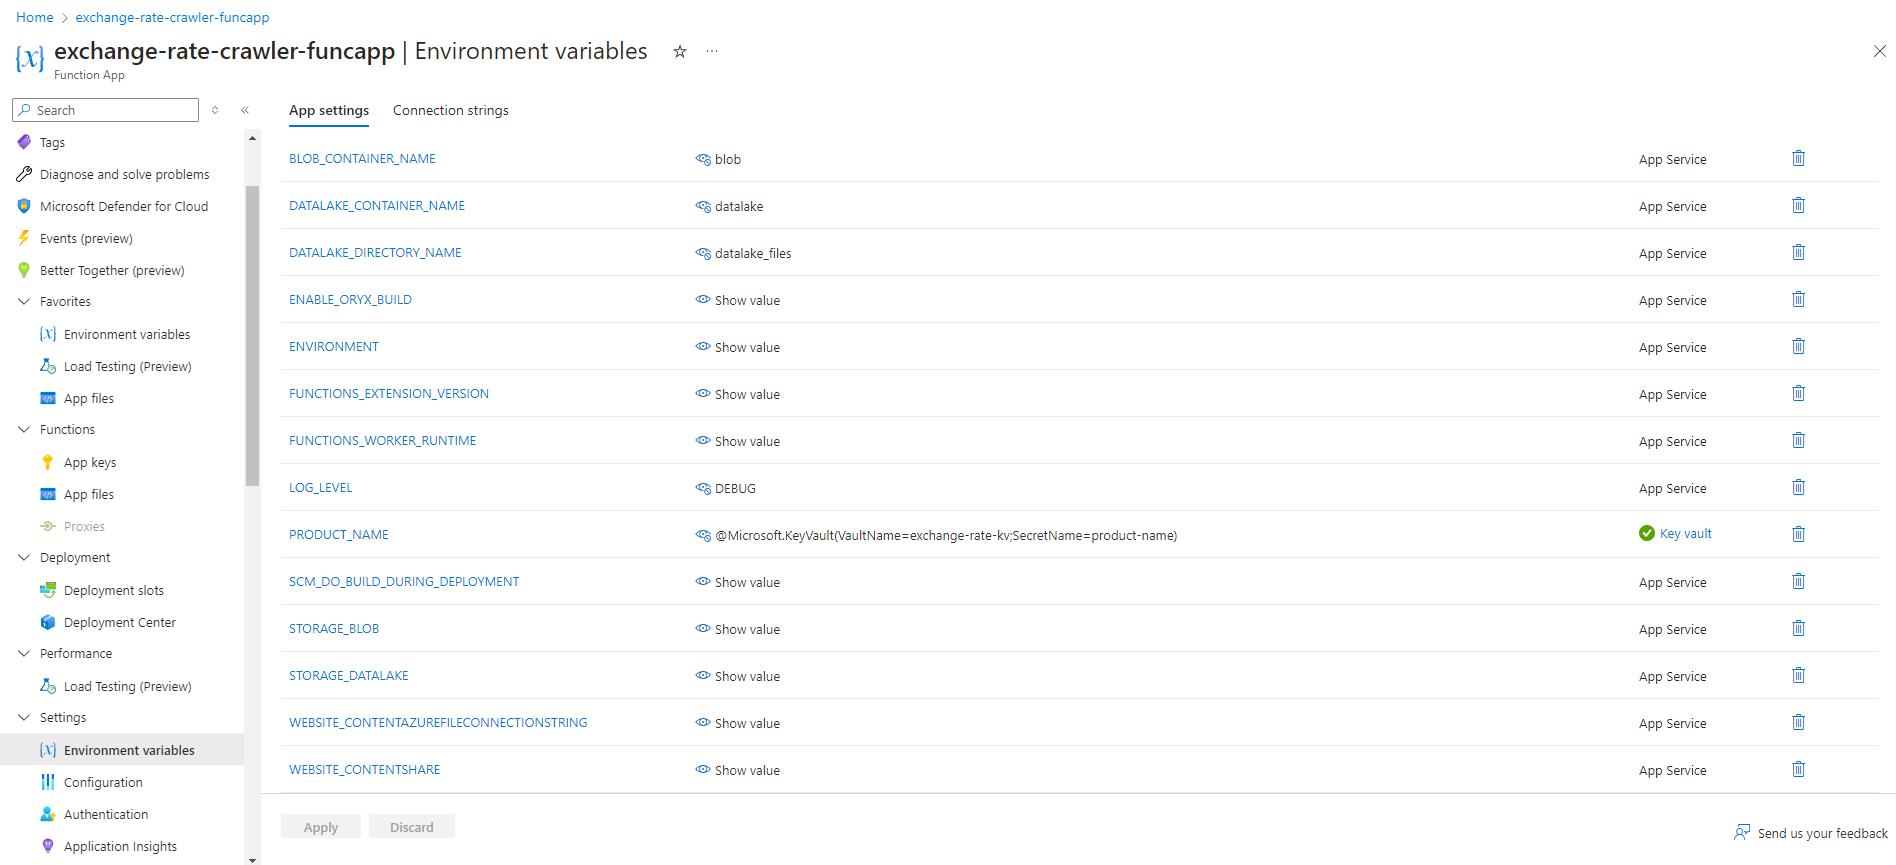 Home > exchange-rate-crawler-funcapp
exchange-rate-crawler-funcapp | Environment variables
Function App
Search
App settings Connection strings
Tags
Diagnose and solve problems
Microsoft Defender for Cloud
Events (preview)
Better Together (preview)
Favorites
Environment variables
Load Testing (Preview)
App files
Functions
App keys
App files
Proxies
Deployment
Deployment slots
Deployment Center
Performance
Load Testing (Preview)
Settings
Environment variables
Configuration
Authentication
Application Insights
BLOB_CONTAINER_NAME blob App Service
DATALAKE_CONTAINER_NAME datalake App Service
DATALAKE_DIRECTORY_NAME datalake_files App Service
ENABLE_ORYX_BUILD Show value App Service
ENVIRONMENT Show value App Service
FUNCTIONS_EXTENSION_VERSION Show value App Service
FUNCTIONS_WORKER_RUNTIME Show value App Service
LOG_LEVEL DEBUG App Service
PRODUCT_NAME @Microsoft.KeyVault(VaultName=exchange-rate-kv;SecretName=product-name) Key vault
SCM_DO_BUILD_DURING_DEPLOYMENT Show value App Service
STORAGE_BLOB Show value App Service
STORAGE_DATALAKE Show value App Service
WEBSITE_CONTENTAZUREFILECONNECTIONSTRING Show value App Service
WEBSITE_CONTENTSHARE Show value App Service
Apply Discard
Send us your feedback